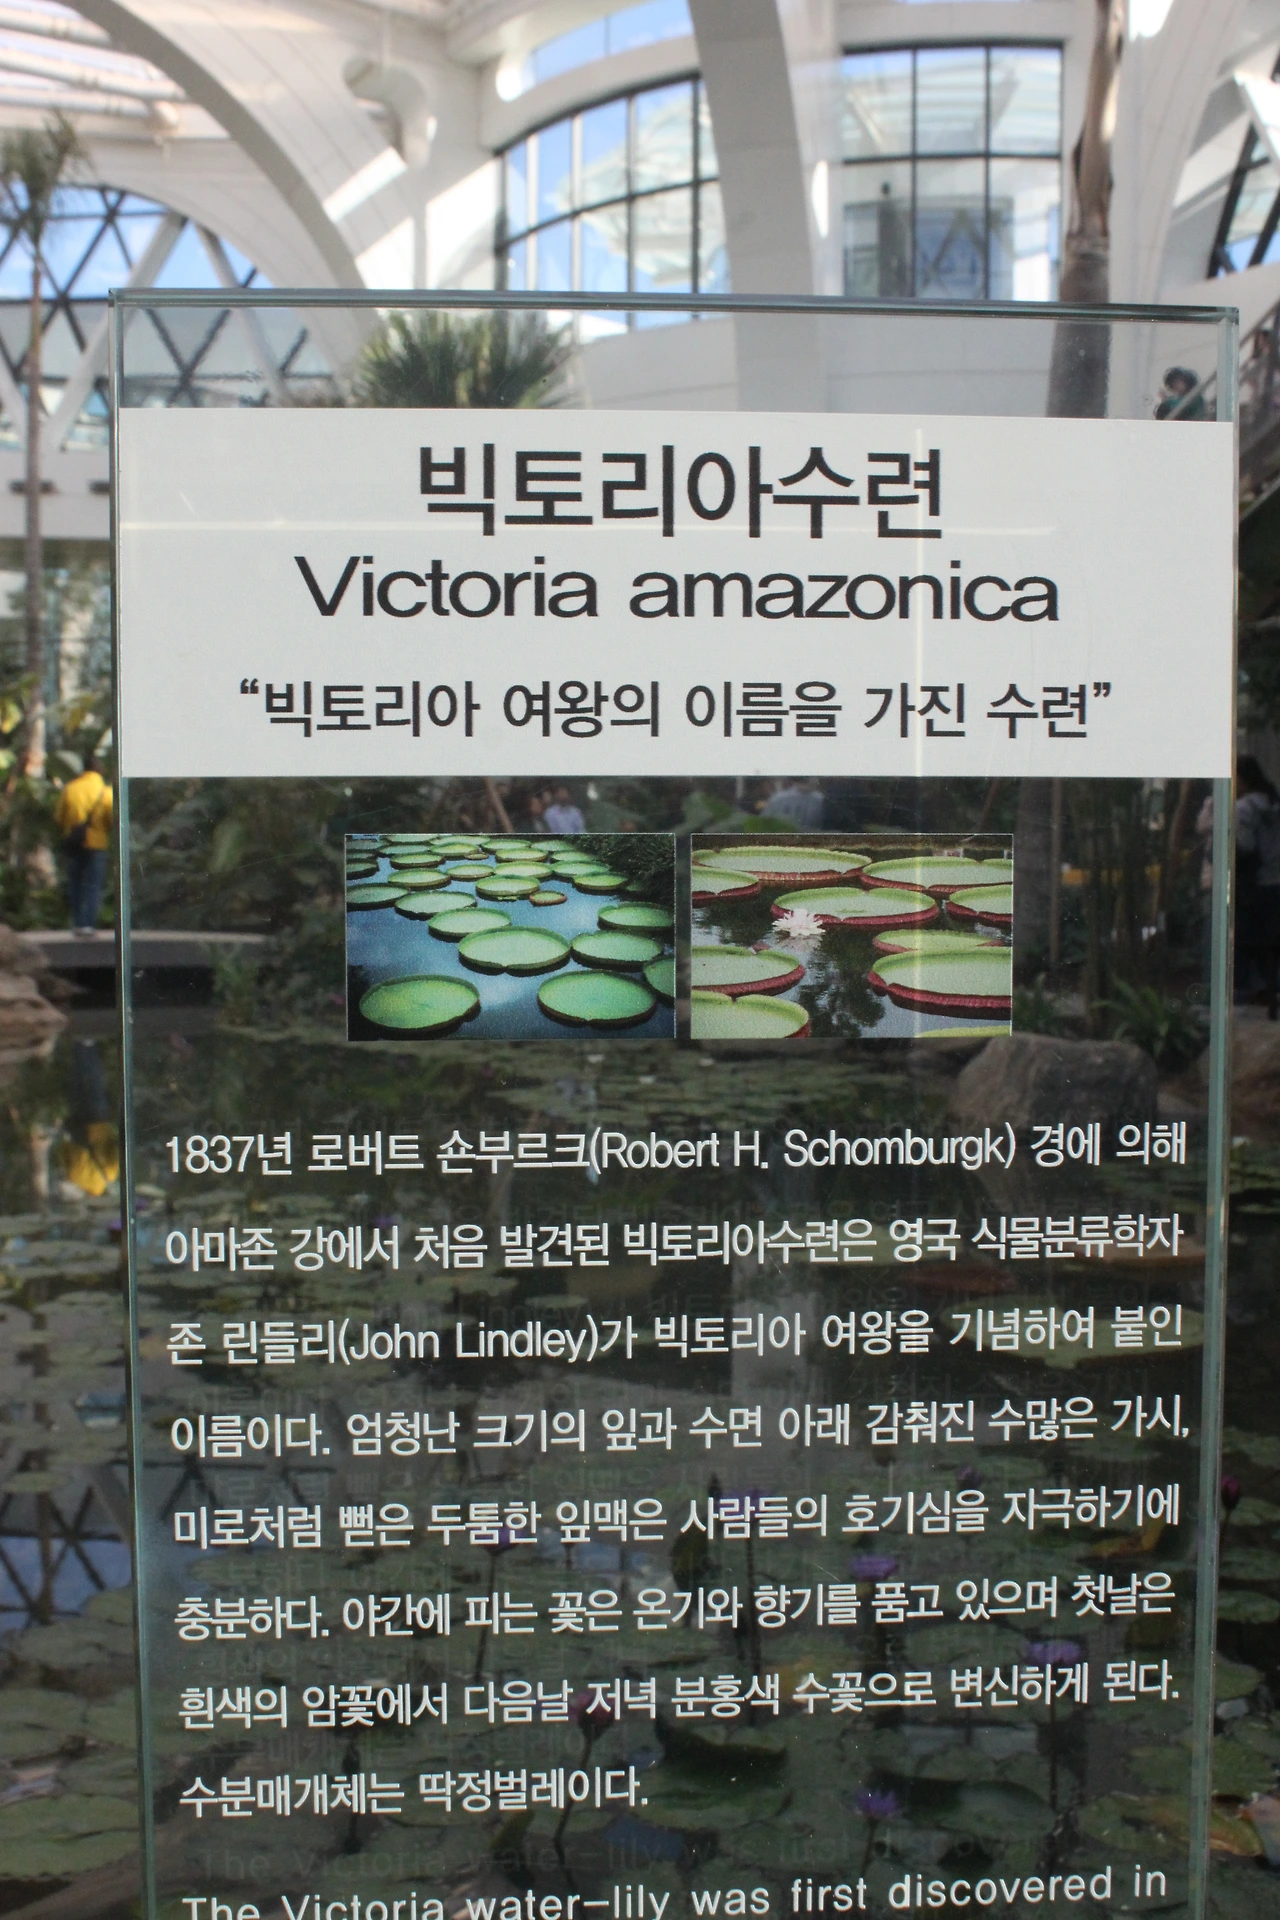 빅토리아수련
Victoria amazonica
“빅토리아 여왕의 이름을 가진 수련”
1837년 로버트 숀부르크(Robert H. Schomburgk) 경에 의해
아마존 강에서 처음 발견된 빅토리아수련은 영국 식물분류학자
존 린들리(John Lindley)가 빅토리아 여왕을 기념하여 붙인
이름이다. 엄청난 크기의 잎과 수면 아래 감춰진 수많은 가시,
미로처럼 뻗은 두툼한 잎맥은 사람들의 호기심을 자극하기에
충분하다. 야간에 피는 꽃은 온기와 향기를 품고 있으며 첫날은
흰색의 암꽃에서 다음날 저녁 분홍색 수꽃으로 변신하게 된다.
수분매개체는 딱정벌레이다.
The Victoria water-lily was first discovered in